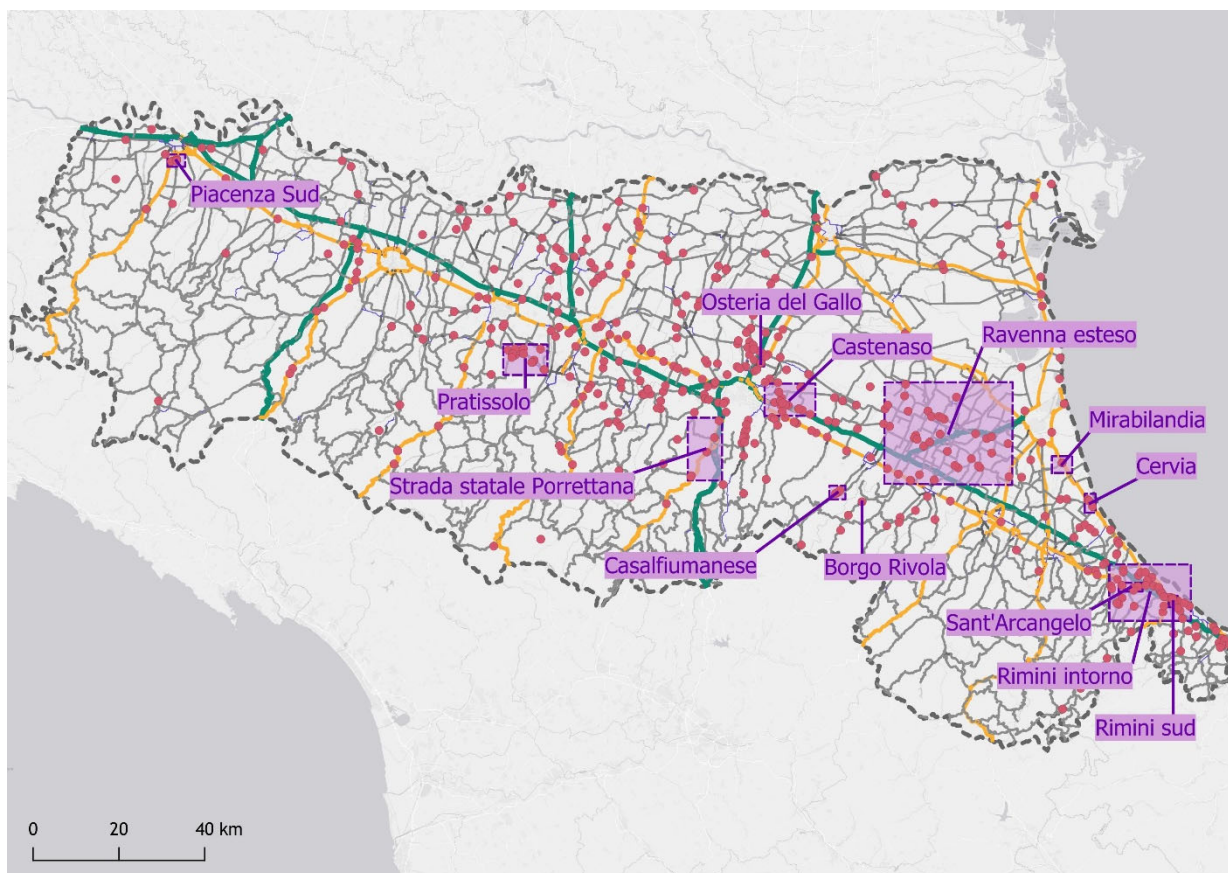 Piacenza Sud
Osteria del Gallo
Ravenna esteso
Castenaso
Pratissolo
Mirabilandia
Cervia
Strada statale Porrettana
Casalfiumanese
Borgo Rivola
Sant'Arcangelo
Rimini intorno
Rimini sud
0 20 40 km